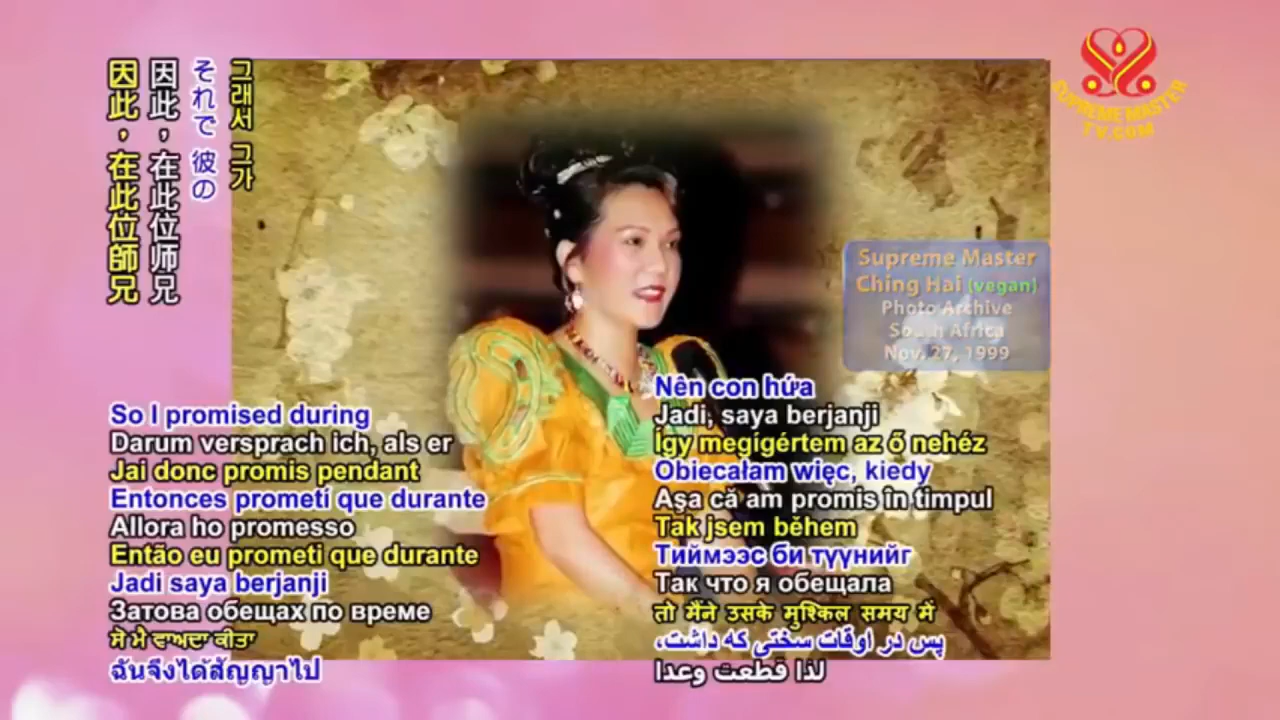 그래서 그가
それで 彼の
因此，在此位师兄
因此，在此位師兄
SUPREME MASTER
TV.COM
Supreme Master
Ching Hai (vegan)
Photo Archive
South Africa
Nov. 27, 1999
So I promised during
Darum versprach ich, als er
Jai donc promis pendant
Entonces prometí que durante
Allora ho promesso
Então eu prometi que durante
Jadi saya berjanji
Затова обещах по време
ਸੋ ਮੈ ਵਾਅਦਾ ਕੀਤਾ
ฉันจึงได้สัญญาไป
Nên con hứa
Jadi, saya berjanji
Így megígértem az ő nehéz
Obiecałam więc, kiedy
Aşa că am promis în timpul
Tak jsem během
Тиймээс би түүнийг
Так что я обещала
तो मैंने उसके मुश्किल समय में
پس در اوقات سختی که داشت،
لذا قطعت وعدا